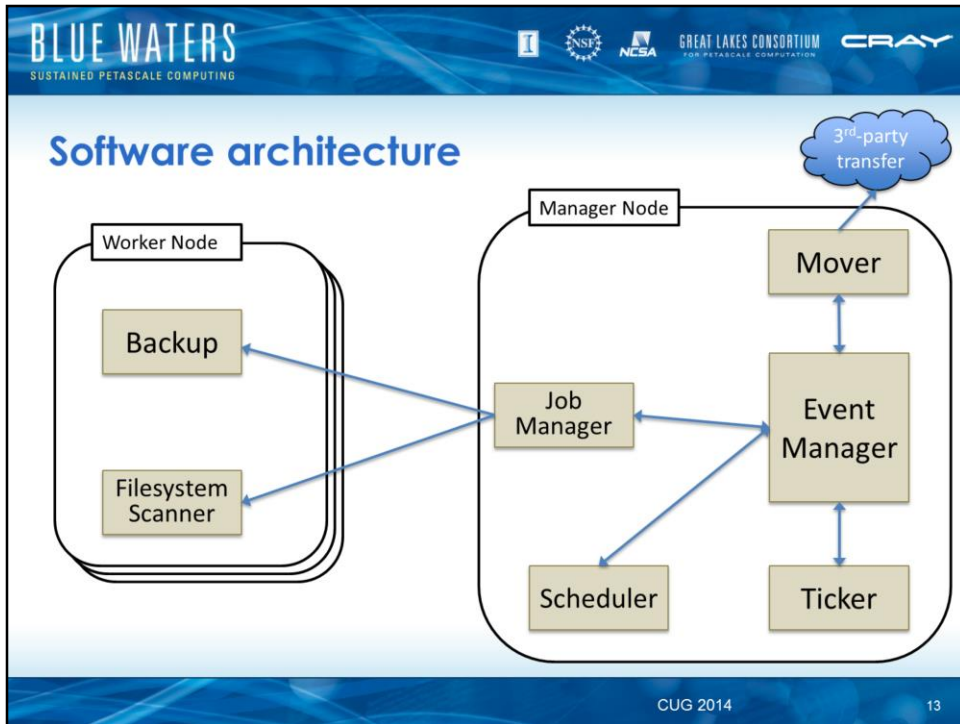 BLUE WATERS
SUSTAINED PETASCALE COMPUTING
I
NSF
NCSA
GREAT LAKES CONSORTIUM
FOR PETASCALE COMPUTATION
CRAY
Software architecture
3rd-party
transfer
Worker Node
Backup
Filesystem
Scanner
Manager Node
Mover
Job
Manager
Event
Manager
Scheduler
Ticker
CUG 2014
13